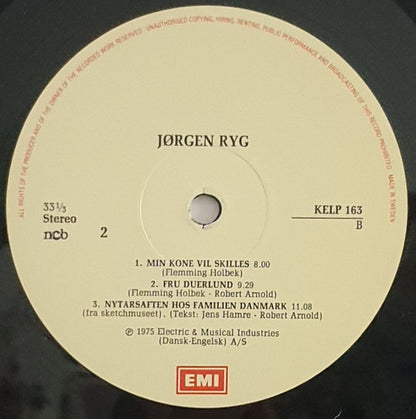 ALL RIGHTS OF THE PRODUCER AND OF THE OWNER OF THE RECORDED WORK RESERVED · UNAUTHORISED COPYING, HIRING, RENTING, PUBLIC PERFORMANCE AND BROADCASTING OF THIS RECORD PROHIBITED · MADE IN SWEDEN
JØRGEN RYG
33 1/3
Stereo
ncb
2
KELP 163
B
1. MIN KONE VIL SKILLES 8.00
(Flemming Holbek)
2. FRU DUERLUND 9.29
(Flemming Holbek - Robert Arnold)
3. NYTÅRSAFTEN HOS FAMILIEN DANMARK 11.08
(fra sketchmuseet). (Tekst: Jens Hamre - Robert Arnold)
℗ 1975 Electric & Musical Industries
(Dansk-Engelsk) A/S
EMI